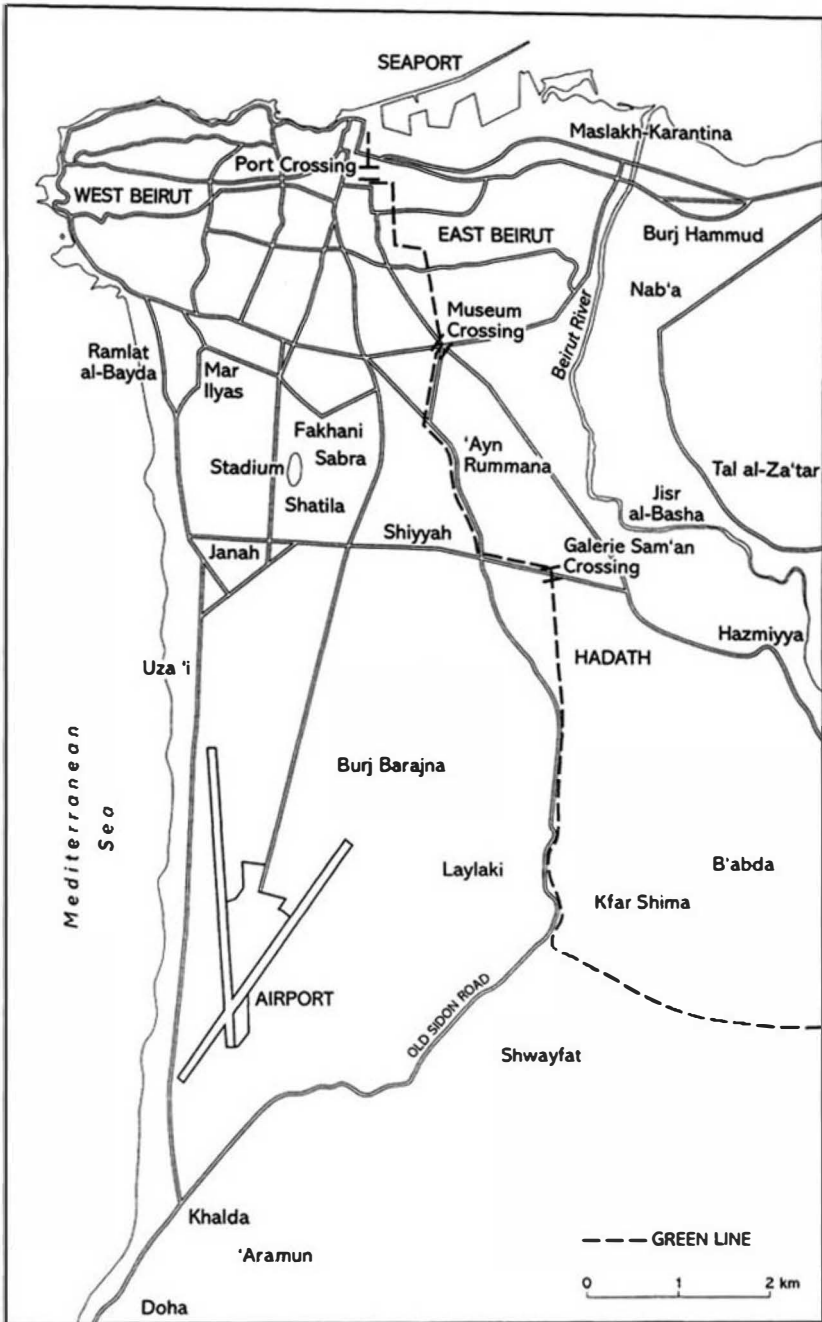 SEAPORT
Maslakh-Karantina
Port Crossing
WEST BEIRUT
EAST BEIRUT
Burj Hammud
Nab‘a
Museum
Crossing
Beirut River
Ramlat
al-Bayda
Mar
Ilyas
Fakhani
Sabra
Stadium
Shatila
‘Ayn
Rummana
Tal al-Za‘tar
Jisr
al-Basha
Shiyyah
Janah
Galerie Sam‘an
Crossing
Hazmiyya
HADATH
Uza ‘i
Mediterranean
Sea
Burj Barajna
Laylaki
B‘abda
Kfar Shima
AIRPORT
OLD SIDON ROAD
Shwayfat
Khalda
‘Aramun
Doha
GREEN LINE
0 1 2 km